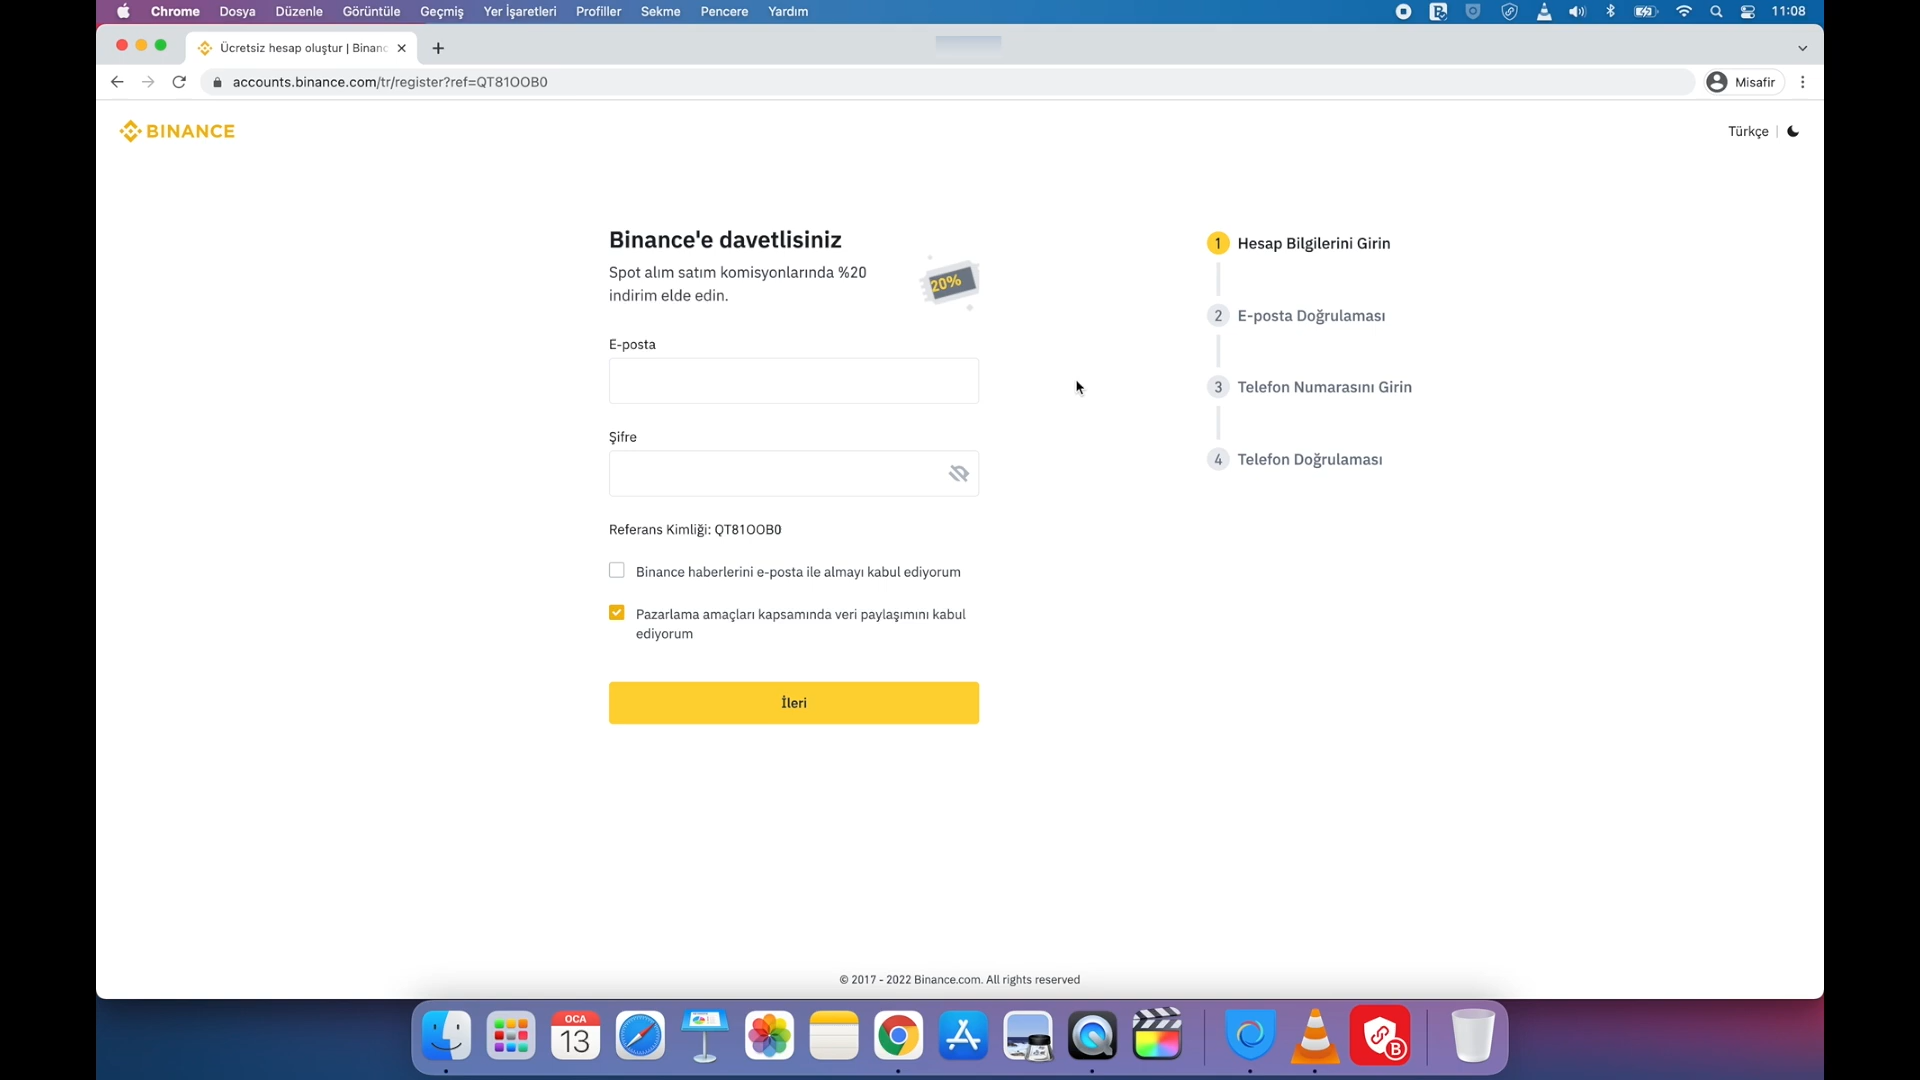 Chrome Dosya Düzenle Görüntüle Geçmiş Yer İşaretleri Profiller Sekme Pencere Yardım 11:08
Ücretsiz hesap oluştur | Binanc
accounts.binance.com/tr/register?ref=QT81OOB0
Misafir
BINANCE
Türkçe
Binance'e davetlisiniz
Spot alım satım komisyonlarında %20
indirim elde edin.
20%
E-posta
Şifre
Referans Kimliği: QT81OOB0
Binance haberlerini e-posta ile almayı kabul ediyorum
Pazarlama amaçları kapsamında veri paylaşımını kabul
ediyorum
İleri
1 Hesap Bilgilerini Girin
2 E-posta Doğrulaması
3 Telefon Numarasını Girin
4 Telefon Doğrulaması
© 2017 - 2022 Binance.com. All rights reserved
OCA
13
B